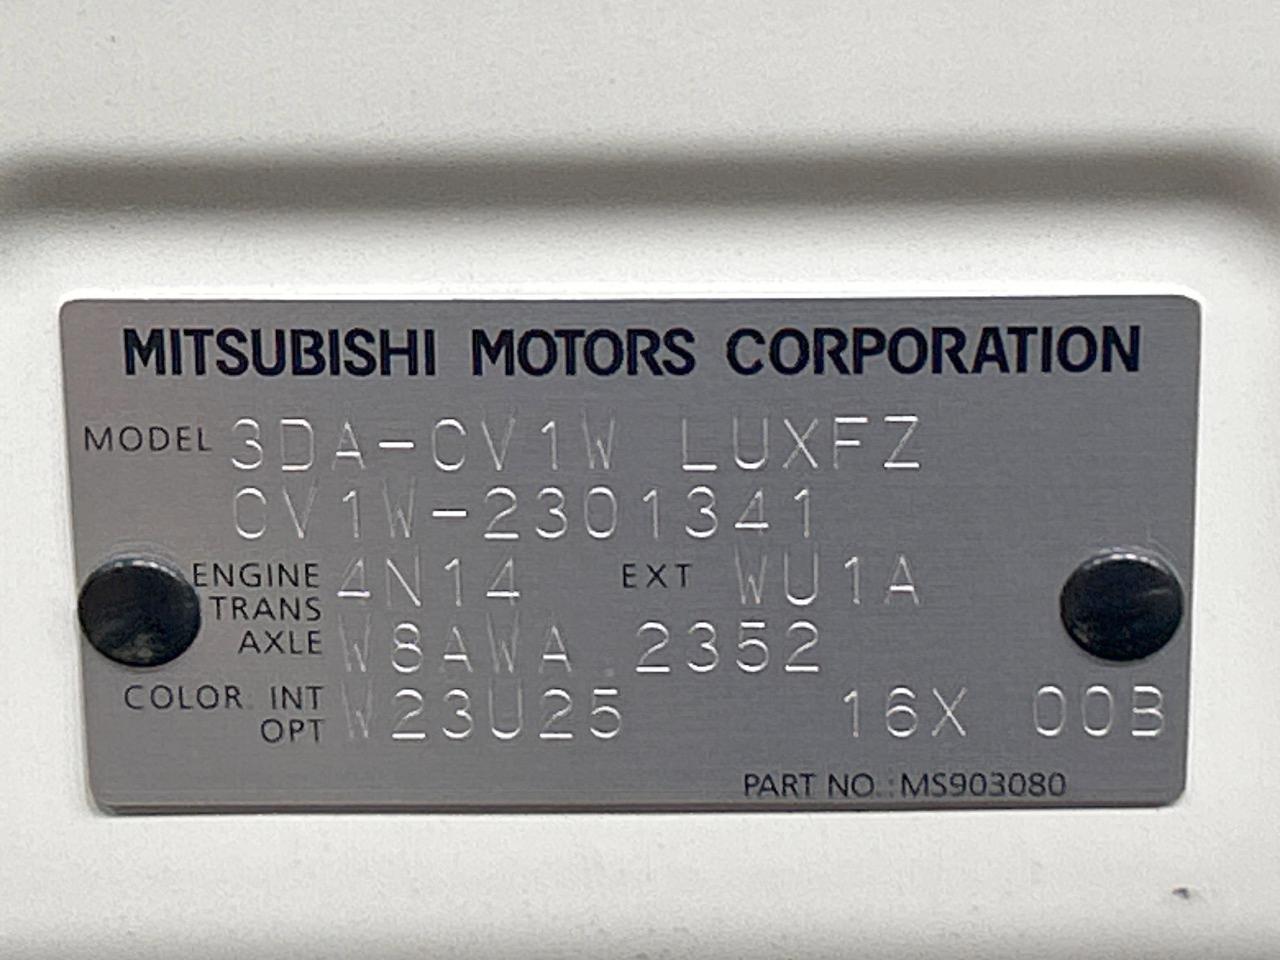 MITSUBISHI MOTORS CORPORATION
MODEL 3DA-CV1W LUXFZ
CV1W-2301341
ENGINE 4N14 EXT WU1A
TRANS
AXLE W8AWA 2352
COLOR INT
OPT W23U25 16X 00B
PART NO.:MS903080